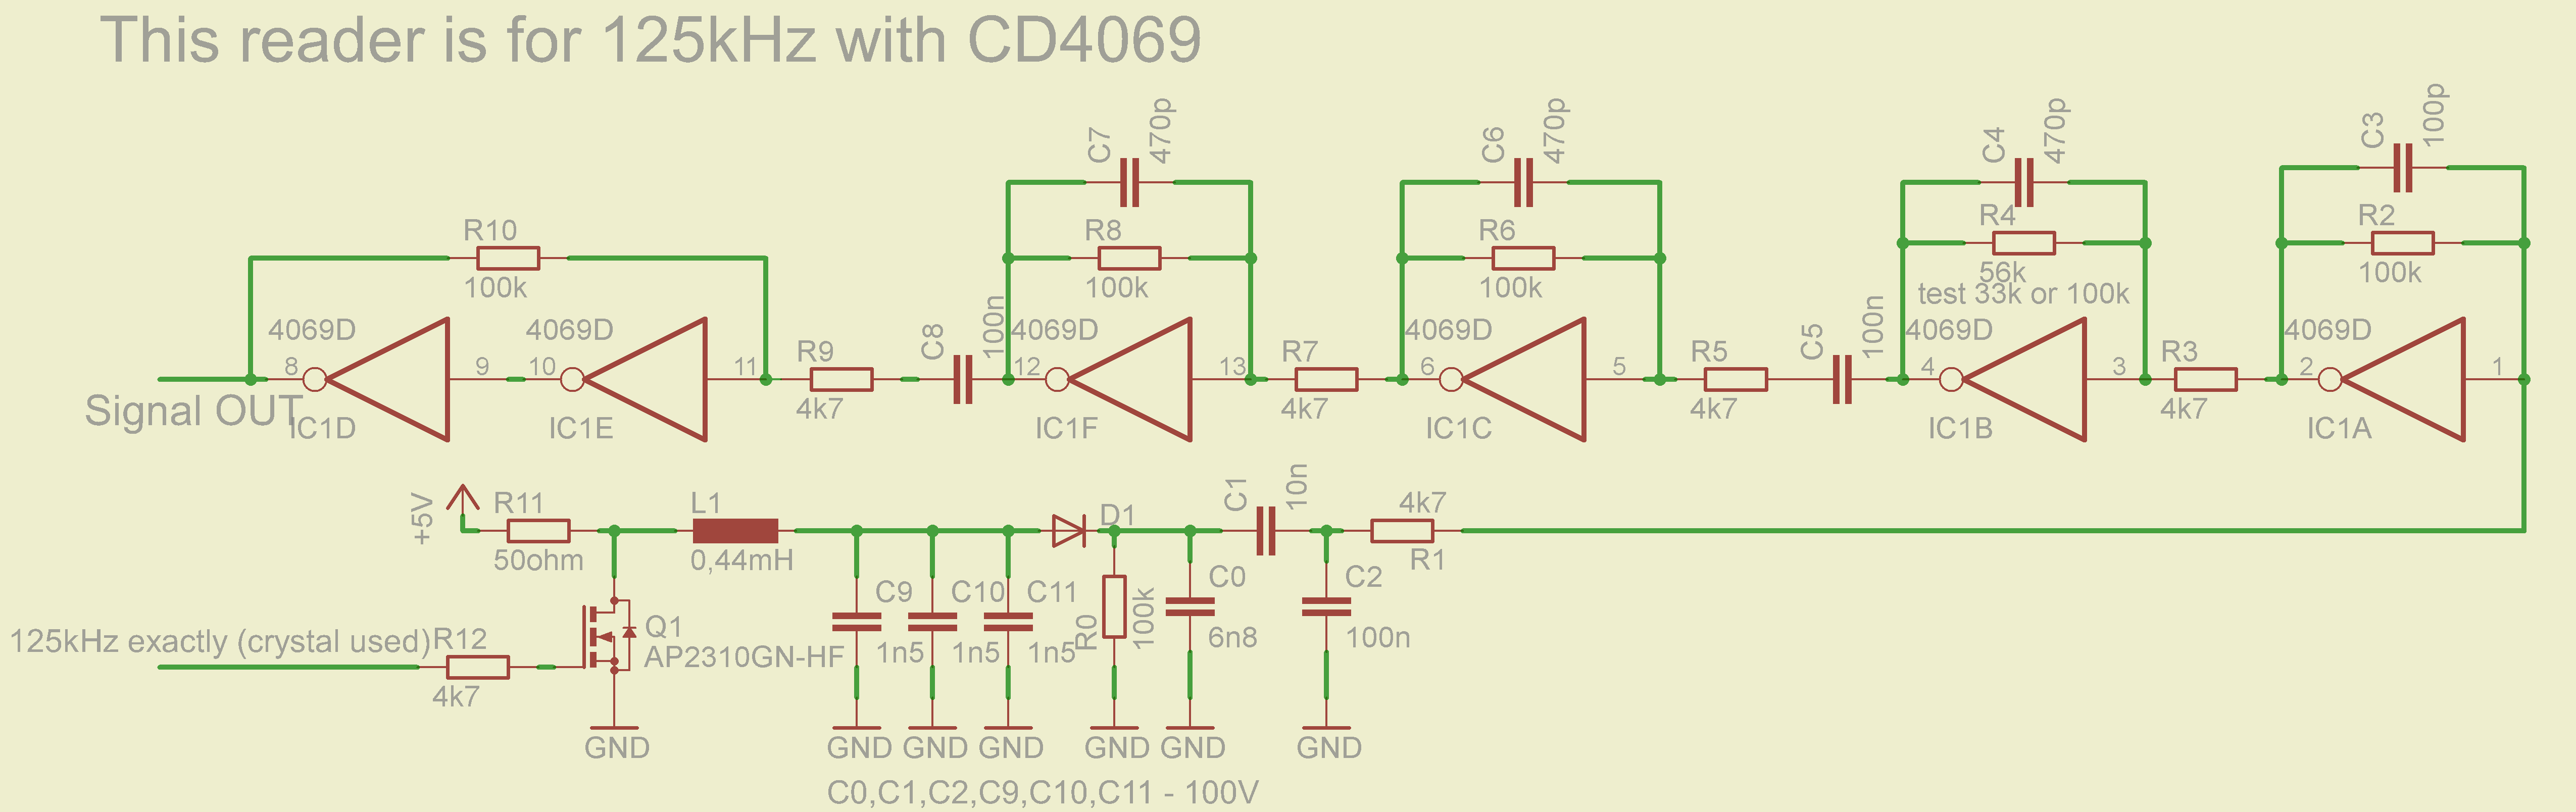 This reader is for 125kHz with CD4069
C7
470p
C6
470p
C4
470p
C3
100p
R10
100k
R8
100k
R6
100k
R4
56k
test 33k or 100k
R2
100k
4069D
8
9
IC1D
4069D
10
11
IC1E
R9
4k7
C8
100n
4069D
12
13
IC1F
R7
4k7
4069D
6
5
IC1C
R5
4k7
C5
100n
4069D
4
3
IC1B
R3
4k7
4069D
2
1
IC1A
Signal OUT
+5V
R11
50ohm
L1
0,44mH
D1
C1
10n
4k7
R1
C9
1n5
C10
1n5
C11
1n5
R0
100k
C0
6n8
C2
100n
125kHz exactly (crystal used)
R12
4k7
Q1
AP2310GN-HF
GND
GND
GND
GND
GND
GND
GND
C0,C1,C2,C9,C10,C11 - 100V